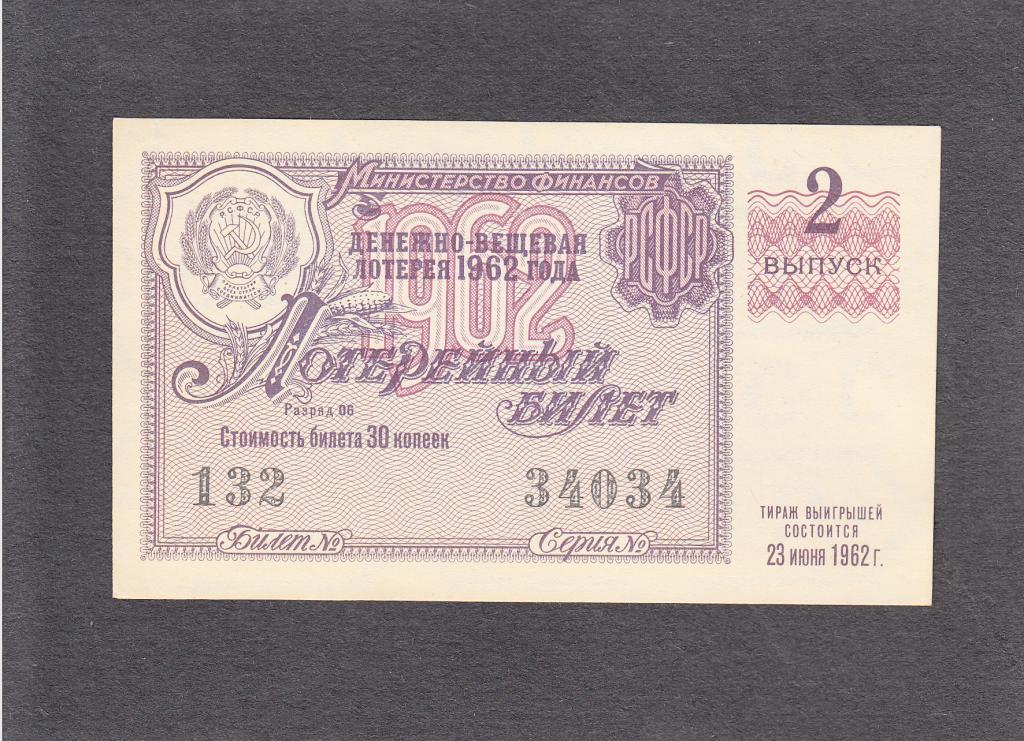 Министерство финансов
РСФСР
РСФСР
1962
Денежно-вещевая
лотерея 1962 года
Лотерейный
билет
Разряд 06
Стоимость билета 30 копеек
132 34034
Билет № Серия №
2
ВЫПУСК
ТИРАЖ ВЫИГРЫШЕЙ
СОСТОИТСЯ
23 ИЮНЯ 1962 Г.